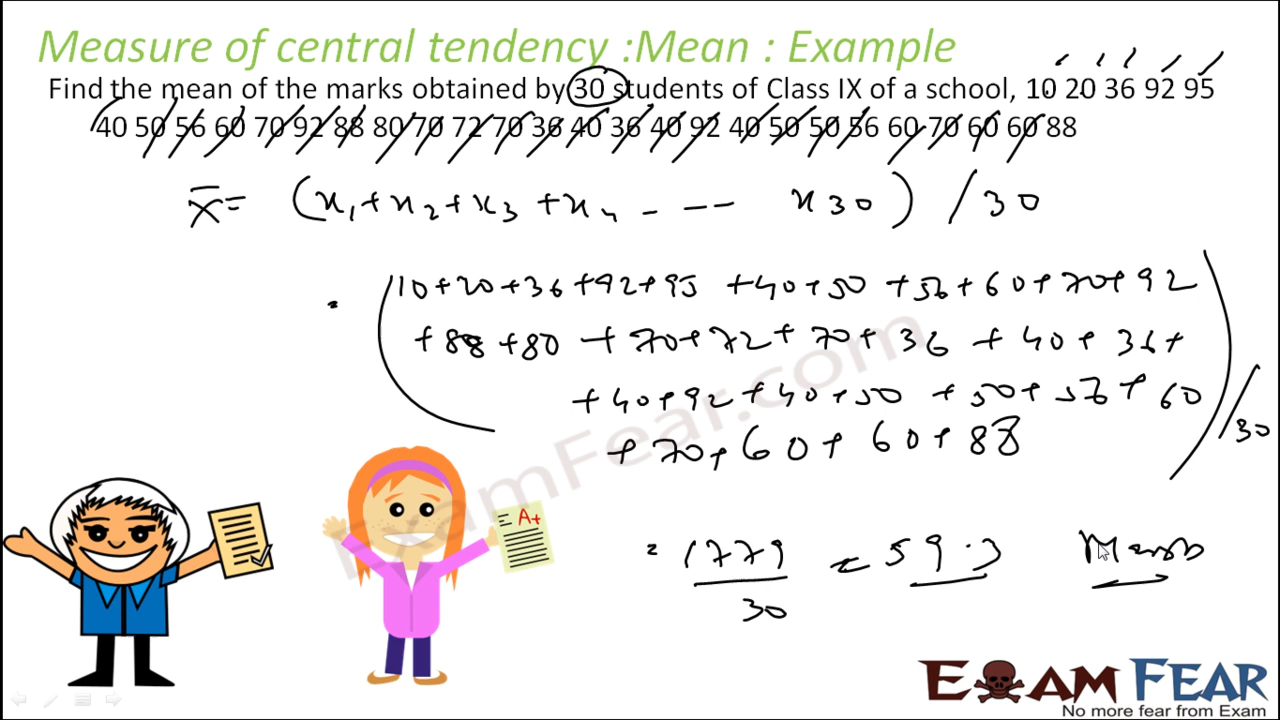 Measure of central tendency :Mean : Example
Find the mean of the marks obtained by 30 students of Class IX of a school, 10 20 36 92 95
40 50 56 60 70 92 88 80 70 72 70 36 40 36 40 92 40 50 50 56 60 70 60 60 88
x̄ = (x₁+x₂+x₃+x₄ - -- x30) /30
= (10+20+36+92+95 +40+50 +56+60+70+92
+88+80 +70+72+70+36 +40+36+
+40+92+40+50 +50+56+60
+70+60+60+88) /30
= 1779/30 = 59.3 Marks
ExamFear.com
A+
EXAM FEAR
No more fear from Exam